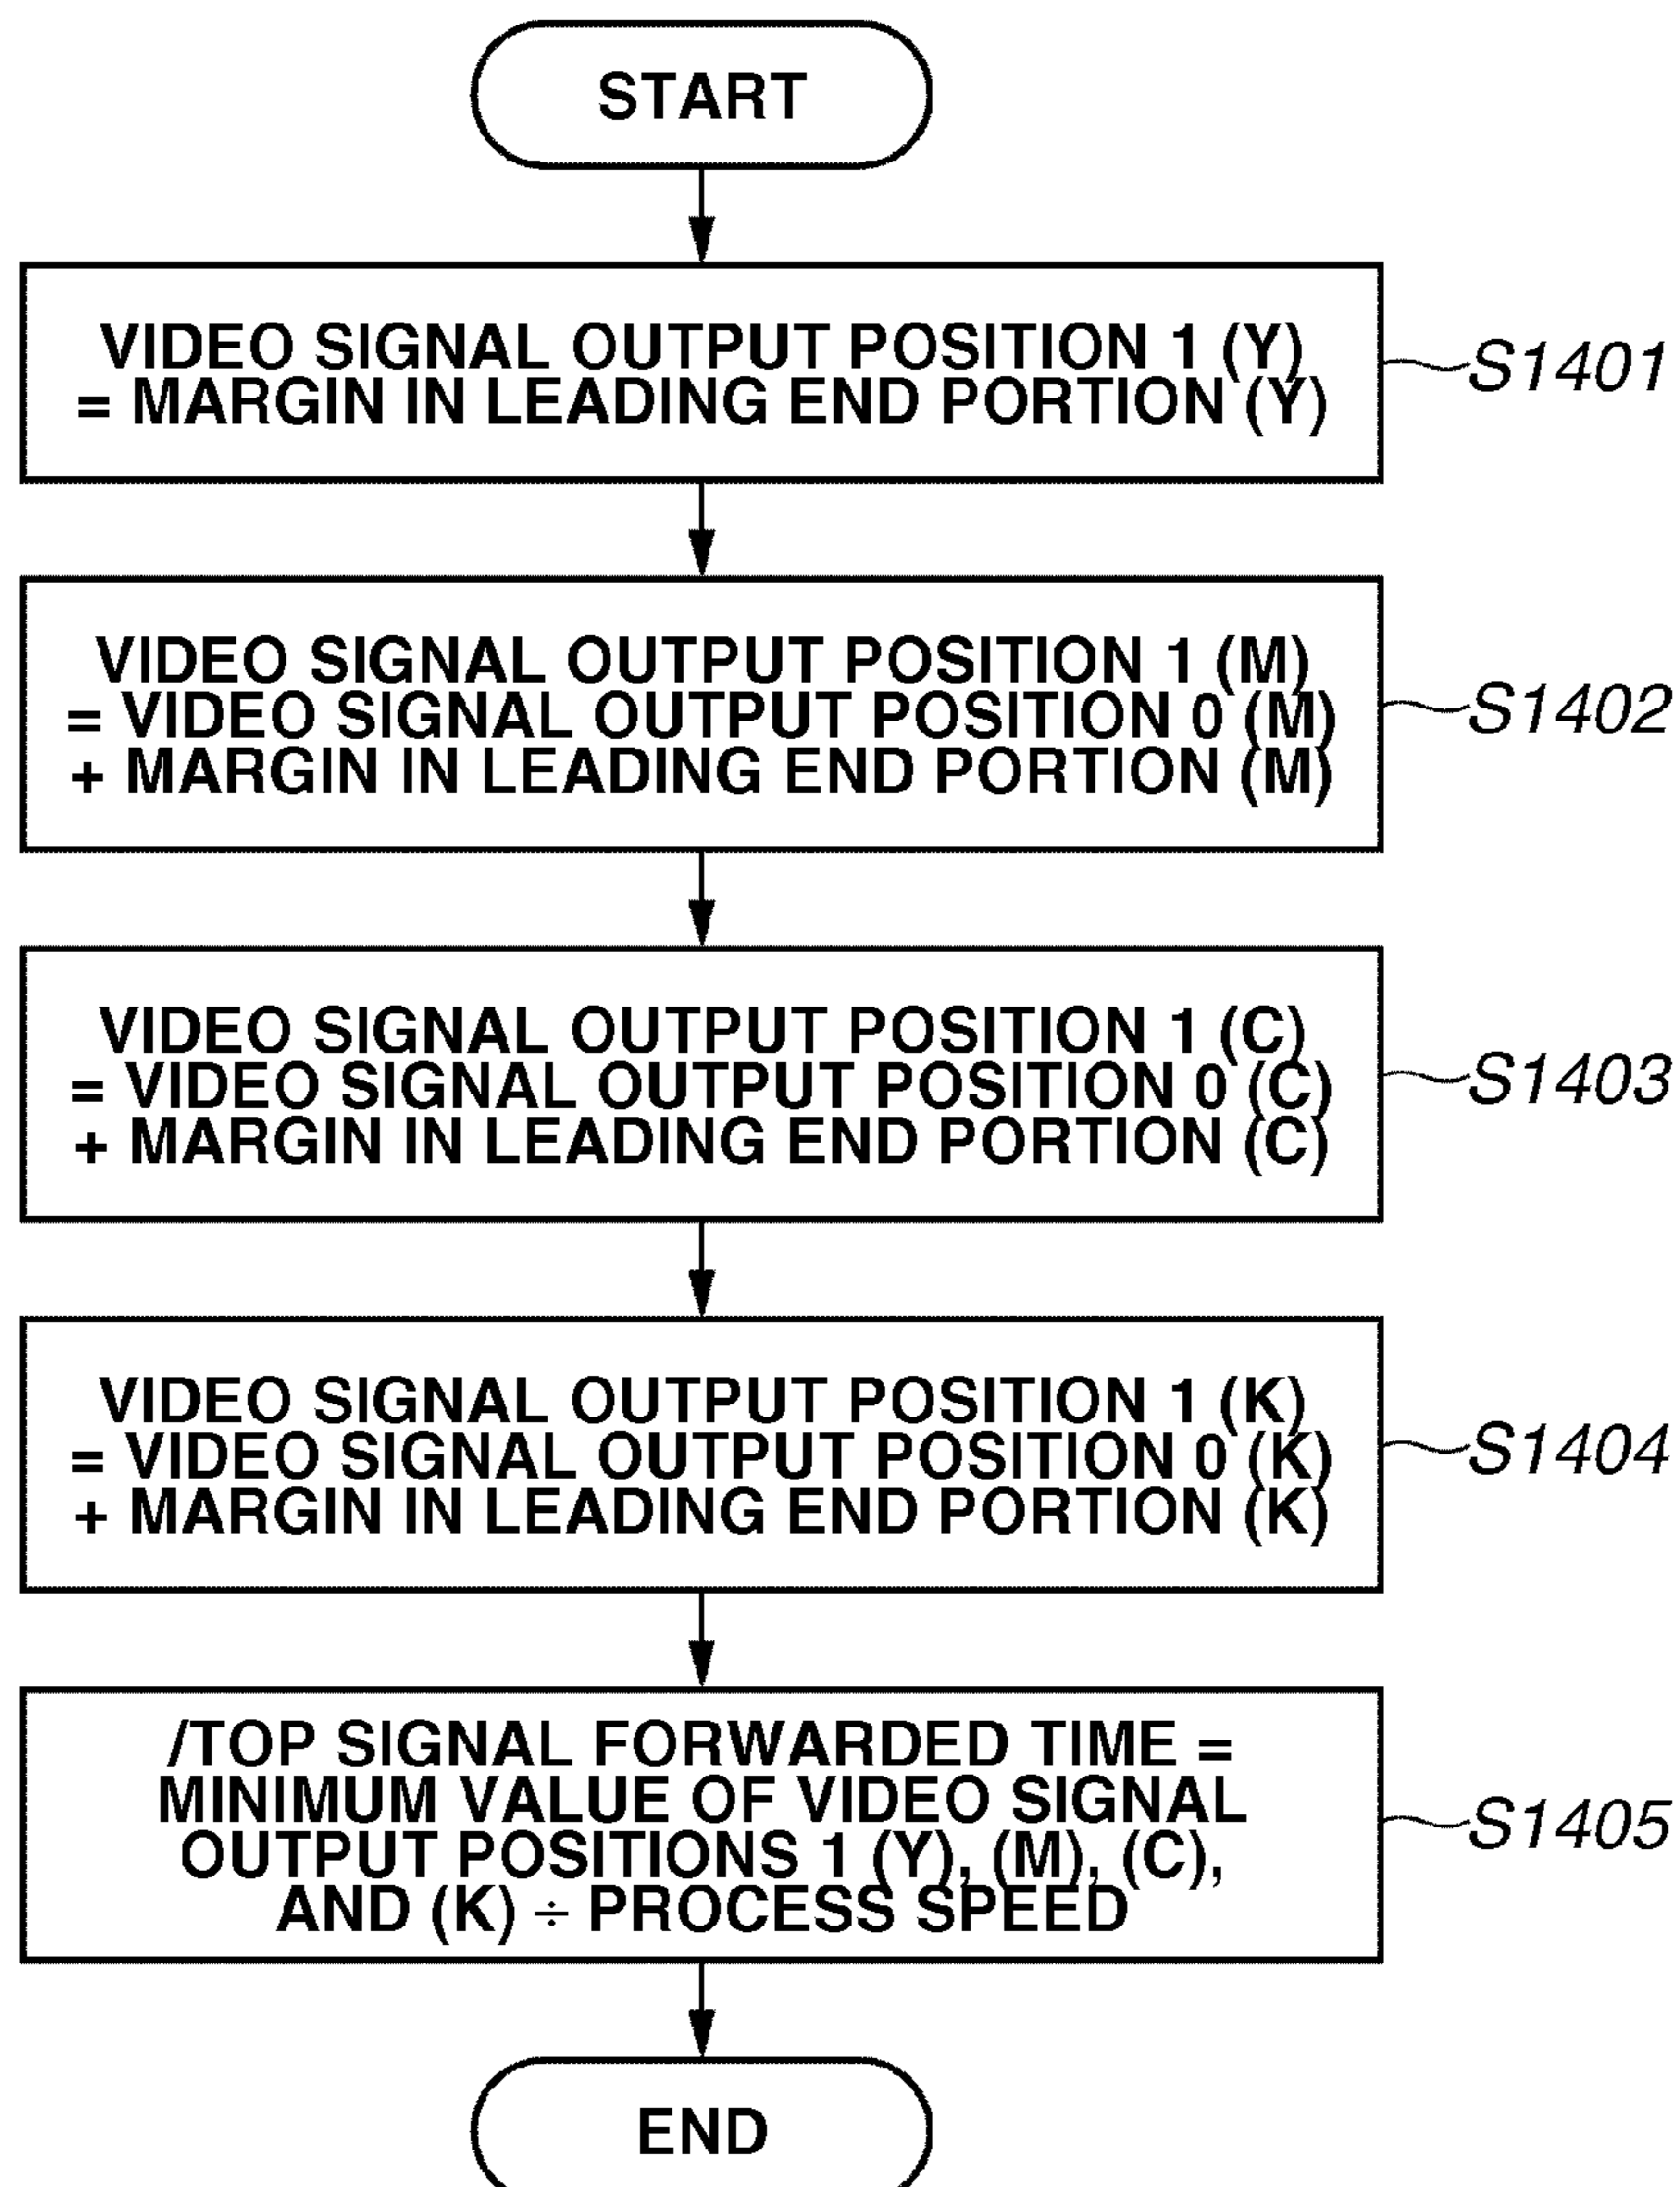 START
VIDEO SIGNAL OUTPUT POSITION 1 (Y)
= MARGIN IN LEADING END PORTION (Y)
S1401
VIDEO SIGNAL OUTPUT POSITION 1 (M)
= VIDEO SIGNAL OUTPUT POSITION 0 (M)
+ MARGIN IN LEADING END PORTION (M)
S1402
VIDEO SIGNAL OUTPUT POSITION 1 (C)
= VIDEO SIGNAL OUTPUT POSITION 0 (C)
+ MARGIN IN LEADING END PORTION (C)
S1403
VIDEO SIGNAL OUTPUT POSITION 1 (K)
= VIDEO SIGNAL OUTPUT POSITION 0 (K)
+ MARGIN IN LEADING END PORTION (K)
S1404
/TOP SIGNAL FORWARDED TIME =
MINIMUM VALUE OF VIDEO SIGNAL
OUTPUT POSITIONS 1 (Y), (M), (C),
AND (K) ÷ PROCESS SPEED
S1405
END